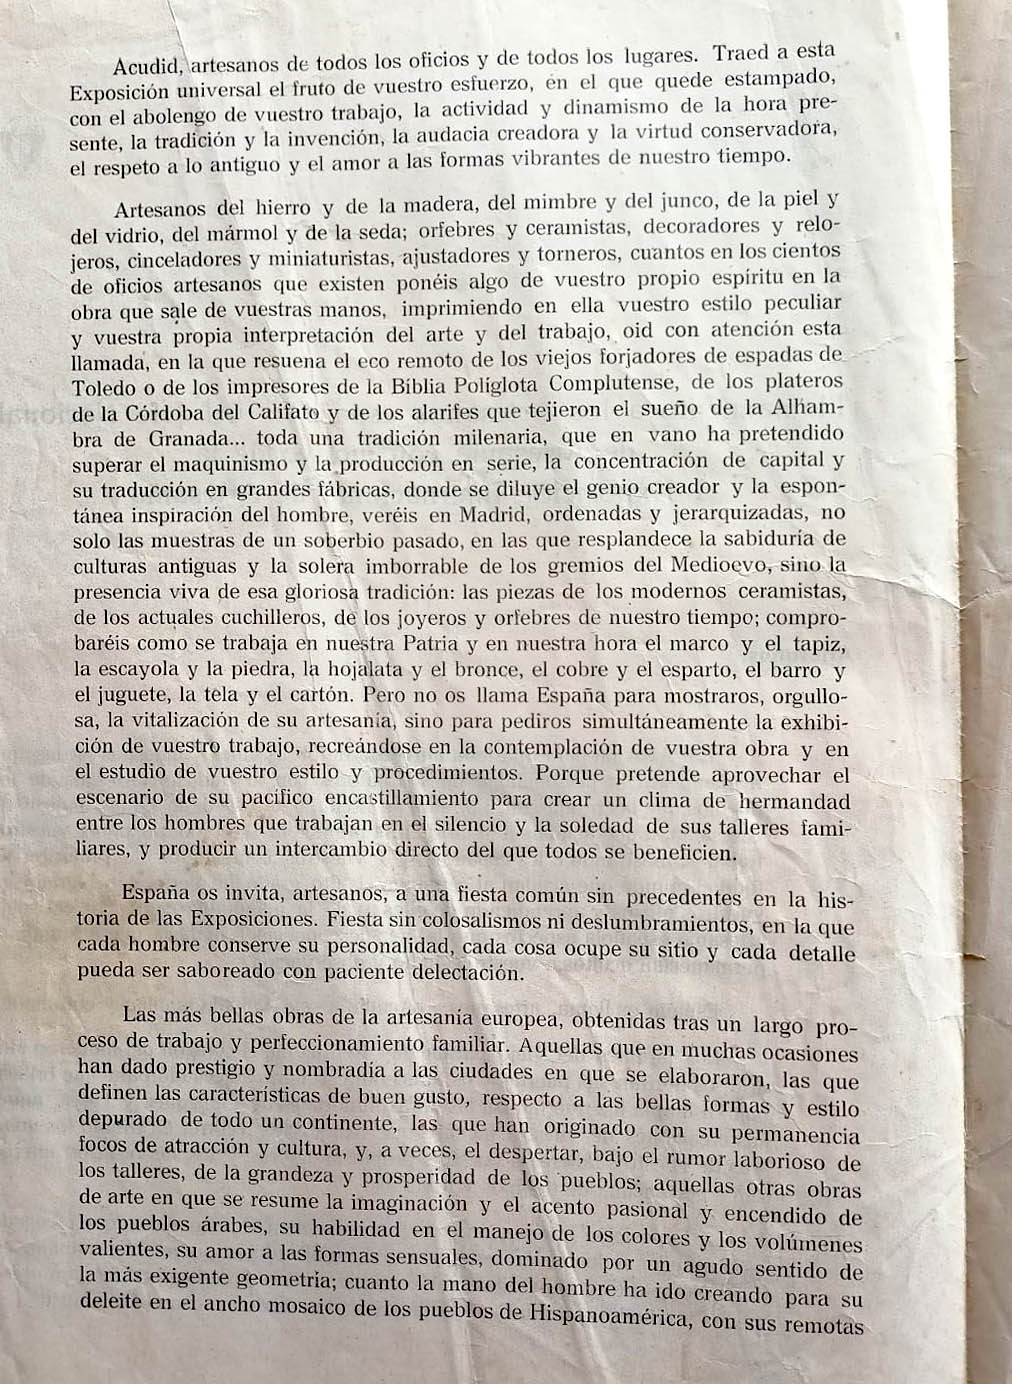 Acudid, artesanos de todos los oficios y de todos los lugares. Traed a esta
Exposición universal el fruto de vuestro esfuerzo, en el que quede estampado,
con el abolengo de vuestro trabajo, la actividad y dinamismo de la hora pre-
sente, la tradición y la invención, la audacia creadora y la virtud conservadora,
el respeto a lo antiguo y el amor a las formas vibrantes de nuestro tiempo.
Artesanos del hierro y de la madera, del mimbre y del junco, de la piel y
del vidrio, del mármol y de la seda; orfebres y ceramistas, decoradores y relo-
jeros, cinceladores y miniaturistas, ajustadores y torneros, cuantos en los cientos
de oficios artesanos que existen ponéis algo de vuestro propio espíritu en la
obra que sale de vuestras manos, imprimiendo en ella vuestro estilo peculiar
y vuestra propia interpretación del arte y del trabajo, oid con atención esta
llamada, en la que resuena el eco remoto de los viejos forjadores de espadas de
Toledo o de los impresores de la Biblia Políglota Complutense, de los plateros
de la Córdoba del Califato y de los alarifes que tejieron el sueño de la Alham-
bra de Granada... toda una tradición milenaria, que en vano ha pretendido
superar el maquinismo y la producción en serie, la concentración de capital y
su traducción en grandes fábricas, donde se diluye el genio creador y la espon-
tánea inspiración del hombre, veréis en Madrid, ordenadas y jerarquizadas, no
solo las muestras de un soberbio pasado, en las que resplandece la sabiduría de
culturas antiguas y la solera imborrable de los gremios del Medioevo, sino la
presencia viva de esa gloriosa tradición: las piezas de los modernos ceramistas,
de los actuales cuchilleros, de los joyeros y orfebres de nuestro tiempo; compro-
baréis como se trabaja en nuestra Patria y en nuestra hora el marco y el tapiz,
la escayola y la piedra, la hojalata y el bronce, el cobre y el esparto, el barro y
el juguete, la tela y el cartón. Pero no os llama España para mostraros, orgullo-
sa, la vitalización de su artesanía, sino para pediros simultáneamente la exhibi-
ción de vuestro trabajo, recreándose en la contemplación de vuestra obra y en
el estudio de vuestro estilo y procedimientos. Porque pretende aprovechar el
escenario de su pacífico encastillamiento para crear un clima de hermandad
entre los hombres que trabajan en el silencio y la soledad de sus talleres fami-
liares, y producir un intercambio directo del que todos se beneficien.
España os invita, artesanos, a una fiesta común sin precedentes en la his-
toria de las Exposiciones. Fiesta sin colosalismos ni deslumbramientos, en la que
cada hombre conserve su personalidad, cada cosa ocupe su sitio y cada detalle
pueda ser saboreado con paciente delectación.
Las más bellas obras de la artesanía europea, obtenidas tras un largo pro-
ceso de trabajo y perfeccionamiento familiar. Aquellas que en muchas ocasiones
han dado prestigio y nombradía a las ciudades en que se elaboraron, las que
definen las características de buen gusto, respecto a las bellas formas y estilo
depurado de todo un continente, las que han originado con su permanencia
focos de atracción y cultura, y, a veces, el despertar, bajo el rumor laborioso de
los talleres, de la grandeza y prosperidad de los pueblos; aquellas otras obras
de arte en que se resume la imaginación y el acento pasional y encendido de
los pueblos árabes, su habilidad en el manejo de los colores y los volúmenes
valientes, su amor a las formas sensuales, dominado por un agudo sentido de
la más exigente geometría; cuanto la mano del hombre ha ido creando para su
deleite en el ancho mosaico de los pueblos de Hispanoamérica, con sus remotas